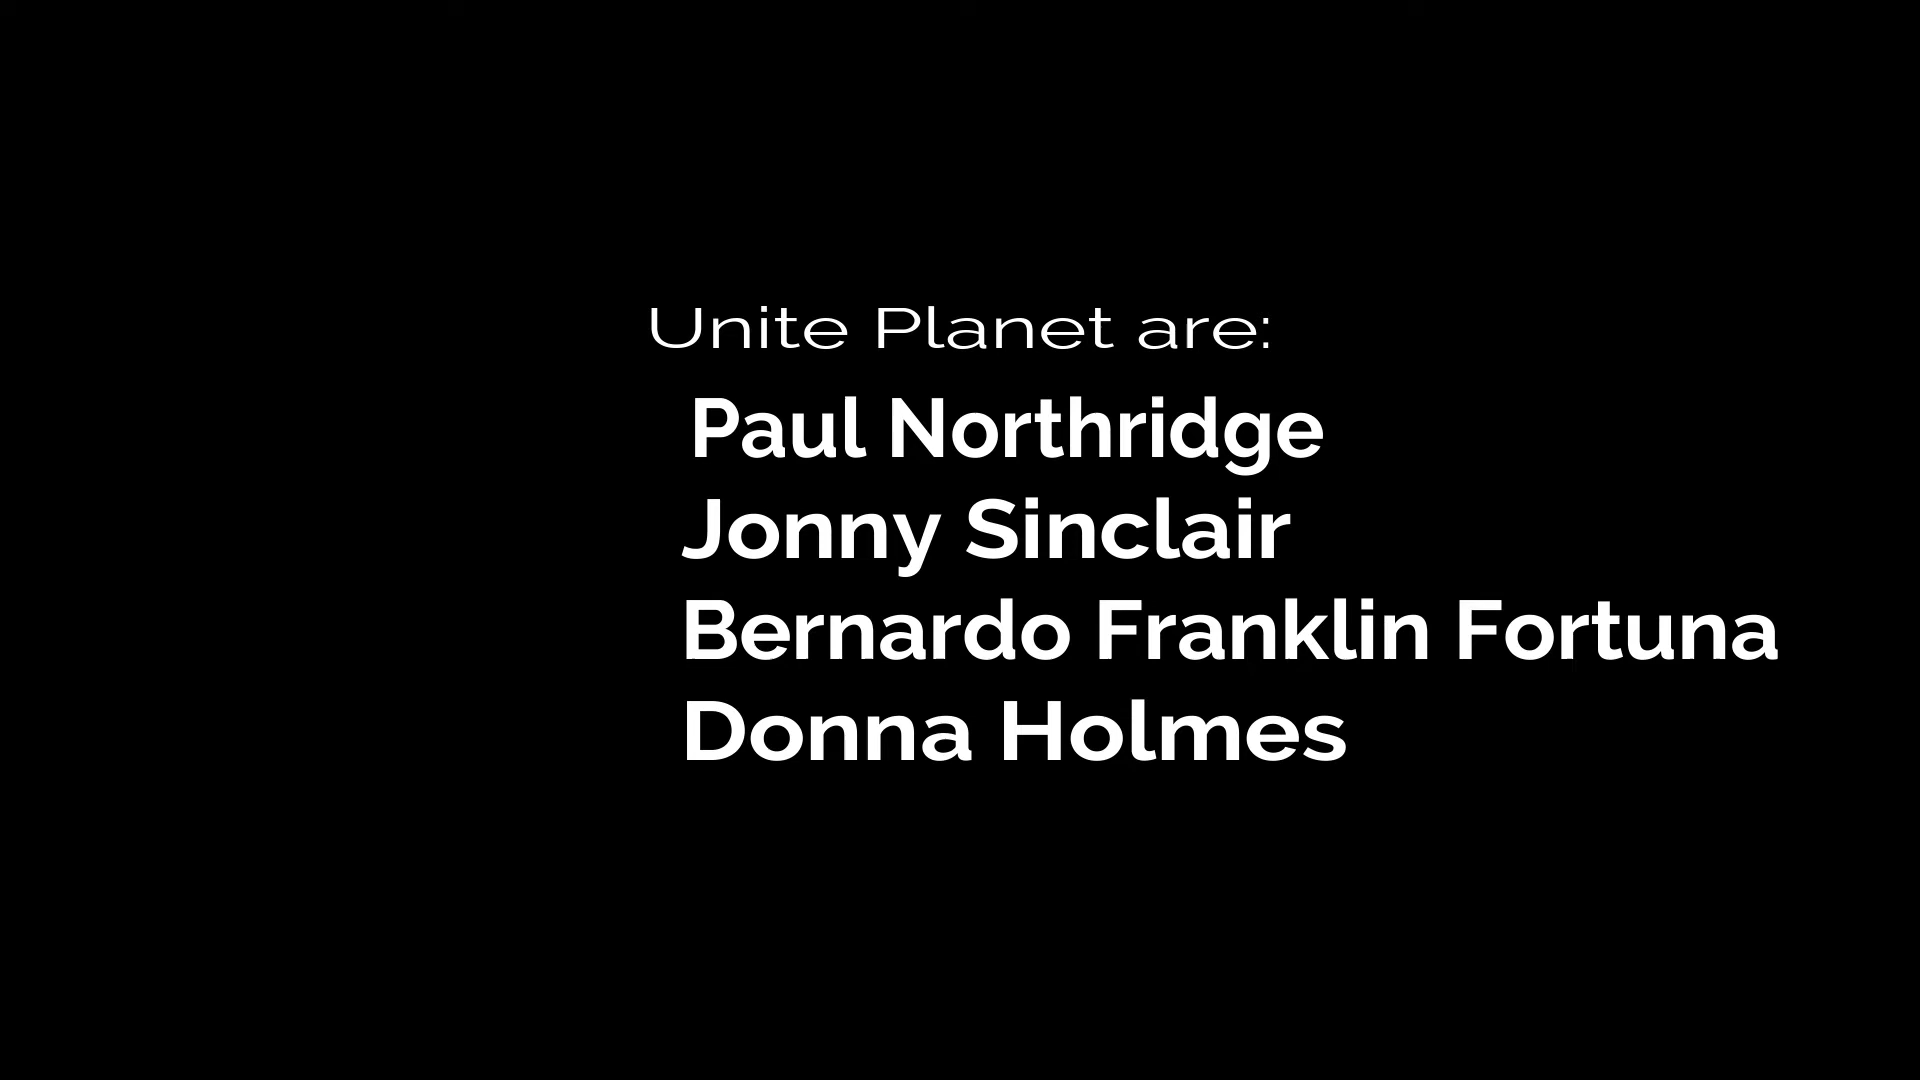 Unite Planet are:
Paul Northridge
Jonny Sinclair
Bernardo Franklin Fortuna
Donna Holmes